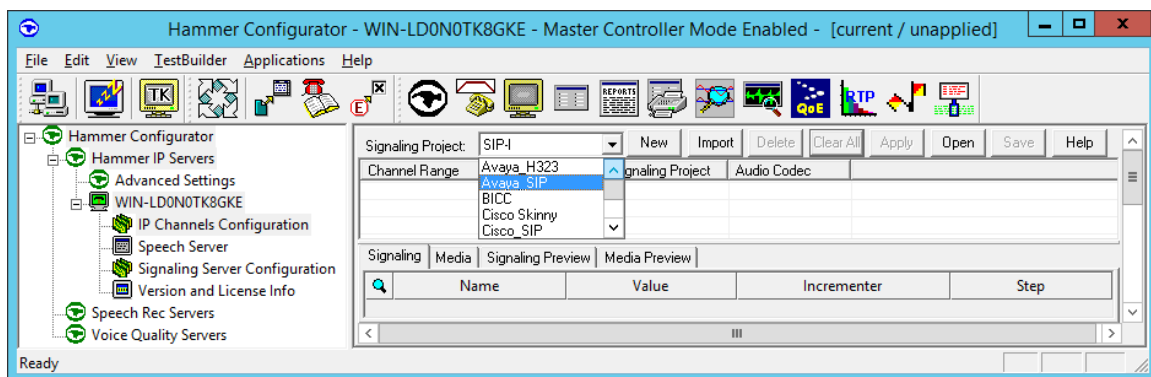 Hammer Configurator - WIN-LD0N0TK8GKE - Master Controller Mode Enabled - [current / unapplied]
File Edit View TestBuilder Applications Help
TK E REPORTS QoE RTP
Hammer Configurator
Hammer IP Servers
Advanced Settings
WIN-LD0N0TK8GKE
IP Channels Configuration
Speech Server
Signaling Server Configuration
Version and License Info
Speech Rec Servers
Voice Quality Servers
Signaling Project: SIP-I New Import Delete Clear All Apply Open Save Help
Channel Range gnaling Project Audio Codec
Avaya_H323
Avaya_SIP
BICC
Cisco Skinny
Cisco_SIP
Signaling Media Signaling Preview Media Preview
Name Value Incrementer Step
Ready